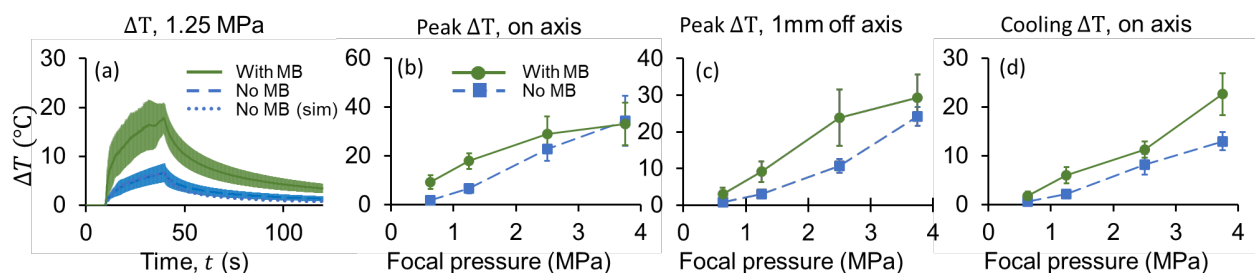 ΔT, 1.25 MPa
Peak ΔT, on axis
Peak ΔT, 1mm off axis
Cooling ΔT, on axis
(a)
With MB
No MB
No MB (sim)
ΔT (°C)
30
20
10
0
0
50
100
Time, t (s)
(b)
With MB
No MB
60
40
20
0
0
1
2
3
4
Focal pressure (MPa)
(c)
40
30
20
10
0
0
1
2
3
4
Focal pressure (MPa)
(d)
30
20
10
0
0
1
2
3
4
Focal pressure (MPa)